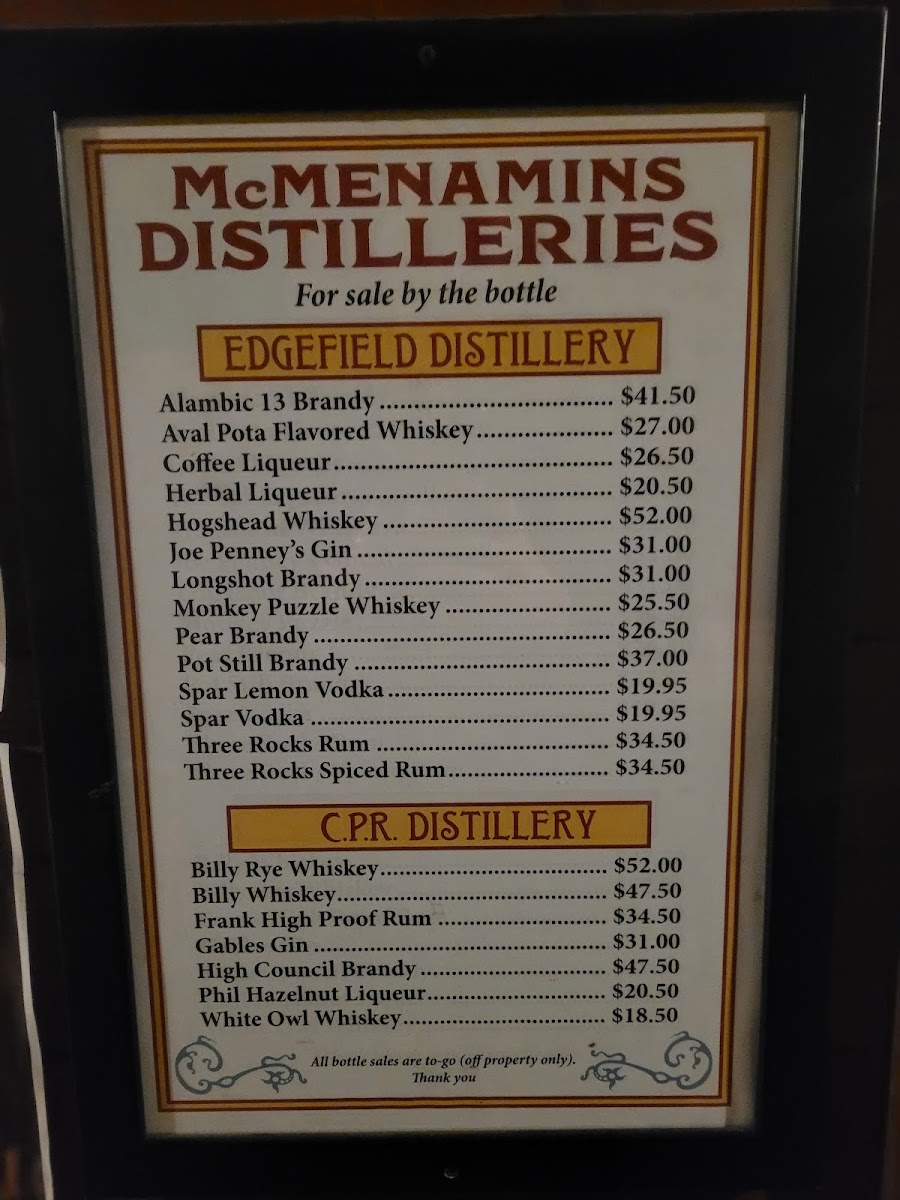 McMENAMINS
DISTILLERIES
For sale by the bottle
EDGEFIELD DISTILLERY
Alambic 13 Brandy ................................. $41.50
Aval Pota Flavored Whiskey................... $27.00
Coffee Liqueur....................................... $26.50
Herbal Liqueur ...................................... $20.50
Hogshead Whiskey ................................ $52.00
Joe Penney's Gin .................................... $31.00
Longshot Brandy................................... $31.00
Monkey Puzzle Whiskey ....................... $25.50
Pear Brandy .......................................... $26.50
Pot Still Brandy .................................... $37.00
Spar Lemon Vodka................................ $19.95
Spar Vodka ........................................... $19.95
Three Rocks Rum ................................. $34.50
Three Rocks Spiced Rum....................... $34.50
C.P.R. DISTILLERY
Billy Rye Whiskey.................................. $52.00
Billy Whiskey......................................... $47.50
Frank High Proof Rum ......................... $34.50
Gables Gin ............................................ $31.00
High Council Brandy ............................ $47.50
Phil Hazelnut Liqueur........................... $20.50
White Owl Whiskey............................... $18.50
All bottle sales are to-go (off property only).
Thank you